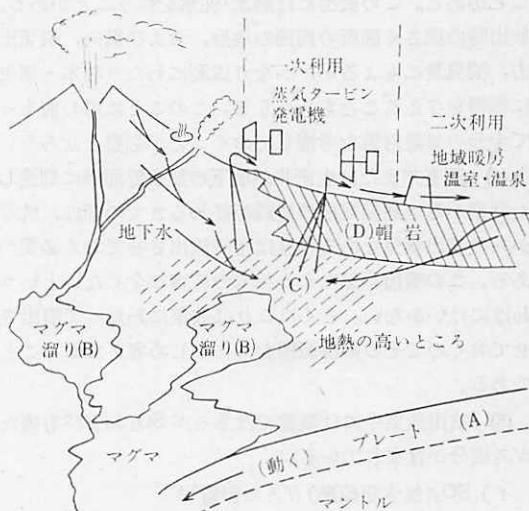 一次利用
蒸気タービン
発電機
二次利用
地域暖房
温室・温泉
地下水
(D)帽岩
(C)
マグマ
溜り(B)
マグマ
溜り(B)
地熱の高いところ
マグマ
(動く)
プレート
(A)
マントル